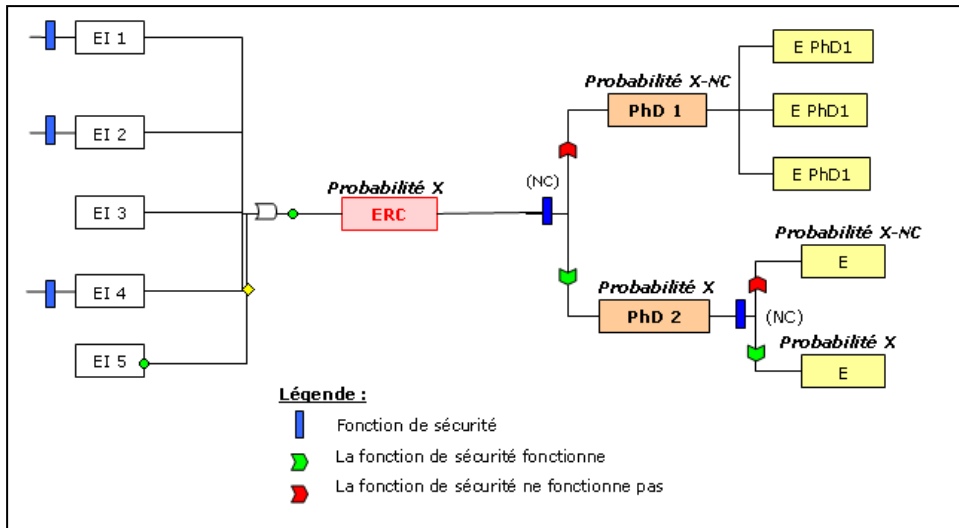 EI 1
EI 2
EI 3
EI 4
EI 5
Probabilité X
ERC
(NC)
Probabilité X-NC
PhD 1
E PhD1
E PhD1
E PhD1
Probabilité X
PhD 2
(NC)
Probabilité X-NC
E
Probabilité X
E
Légende :
Fonction de sécurité
La fonction de sécurité fonctionne
La fonction de sécurité ne fonctionne pas